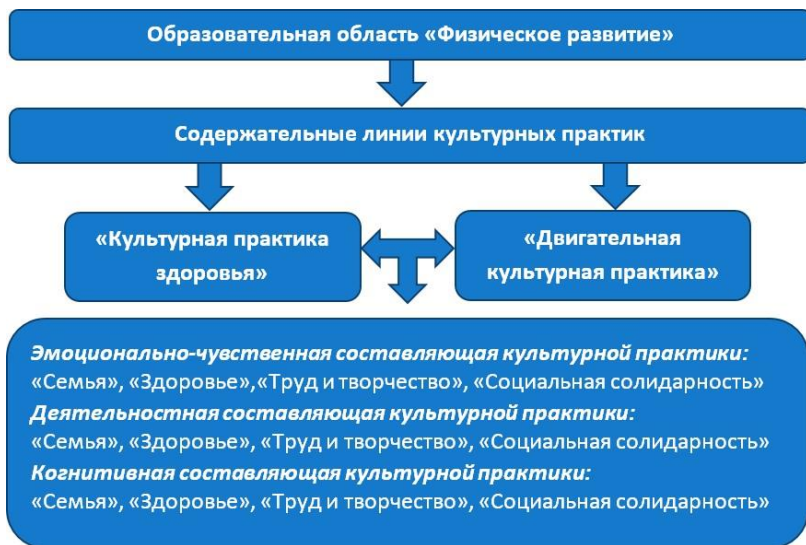 Образовательная область «Физическое развитие»
Содержательные линии культурных практик
«Культурная практика
здоровья»
«Двигательная
культурная практика»
Эмоционально-чувственная составляющая культурной практики:
«Семья», «Здоровье»,«Труд и творчество», «Социальная солидарность»
Деятельностная составляющая культурной практики:
«Семья», «Здоровье», «Труд и творчество», «Социальная солидарность»
Когнитивная составляющая культурной практики:
«Семья», «Здоровье», «Труд и творчество», «Социальная солидарность»